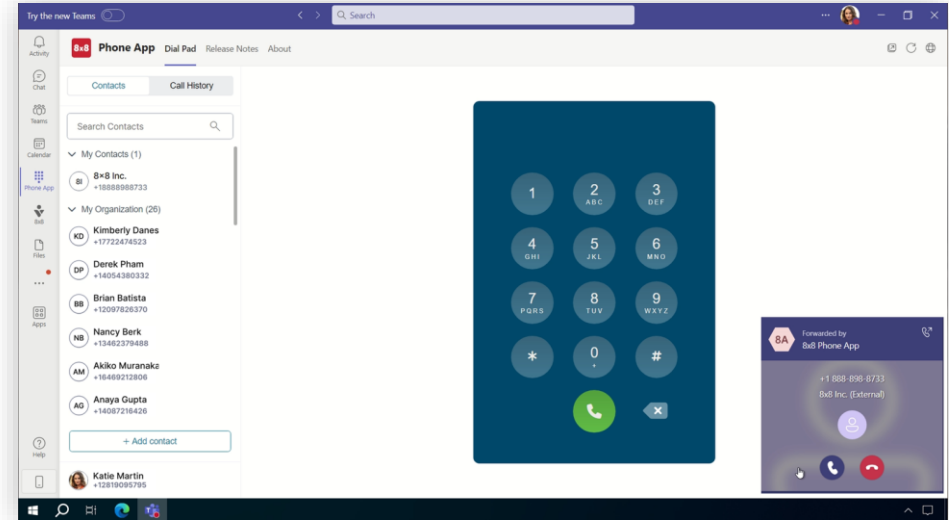 Try the new Teams
Search
Activity
Chat
Teams
Calendar
Phone App
8x8
Files
Apps
Help
8x8 Phone App Dial Pad Release Notes About
Contacts Call History
Search Contacts
My Contacts (1)
BI 8×8 Inc.
+18888988733
My Organization (26)
KD Kimberly Danes
+17722474523
DP Derek Pham
+14054380332
BB Brian Batista
+12097826370
NB Nancy Berk
+13462379488
AM Akiko Muranaka
+16469212806
AG Anaya Gupta
+14087216426
+ Add contact
Katie Martin
+12819095795
1 2 3
ABC DEF
4 5 6
GHI JKL MNO
7 8 9
PQRS TUV WXYZ
* 0 #
+
8A Forwarded by
8x8 Phone App
+1 888-898-8733
8x8 Inc. (External)